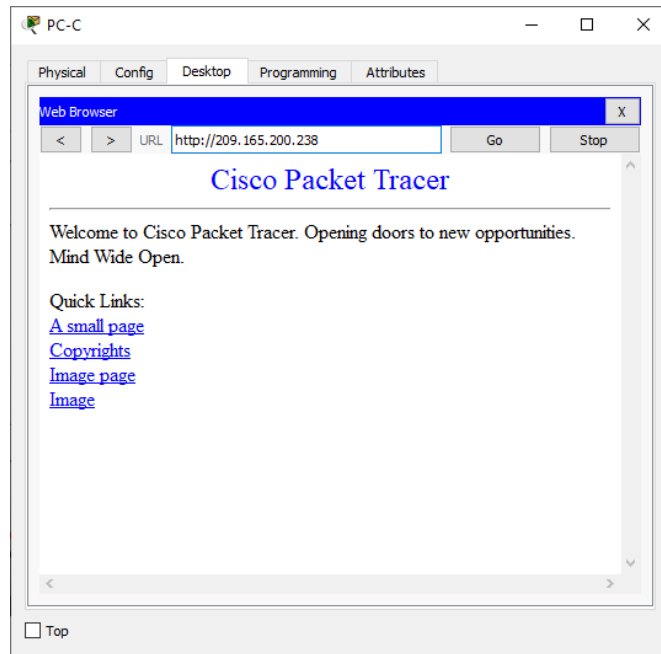 PC-C
Physical Config Desktop Programming Attributes
Web Browser X
< > URL http://209.165.200.238 Go Stop
Cisco Packet Tracer
Welcome to Cisco Packet Tracer. Opening doors to new opportunities.
Mind Wide Open.
Quick Links:
A small page
Copyrights
Image page
Image
Top